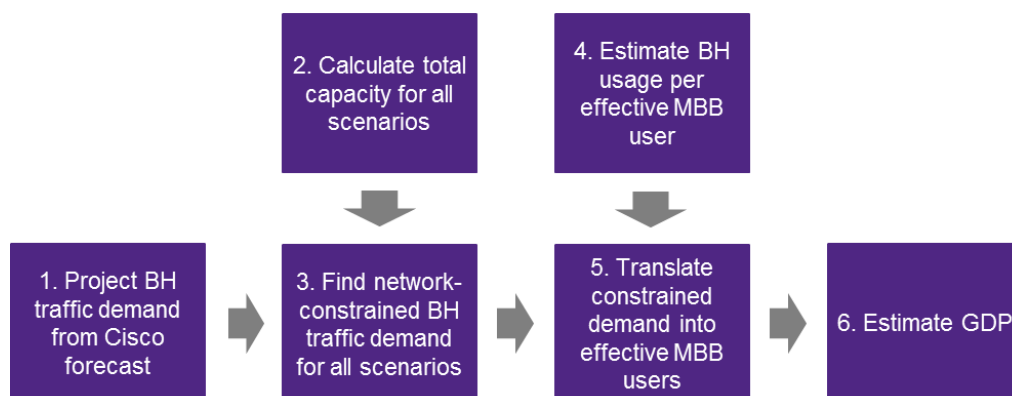 2. Calculate total
capacity for all
scenarios
4. Estimate BH
usage per
effective MBB
user
1. Project BH
traffic demand
from Cisco
forecast
3. Find network-
constrained BH
traffic demand
for all scenarios
5. Translate
constrained
demand into
effective MBB
users
6. Estimate GDP